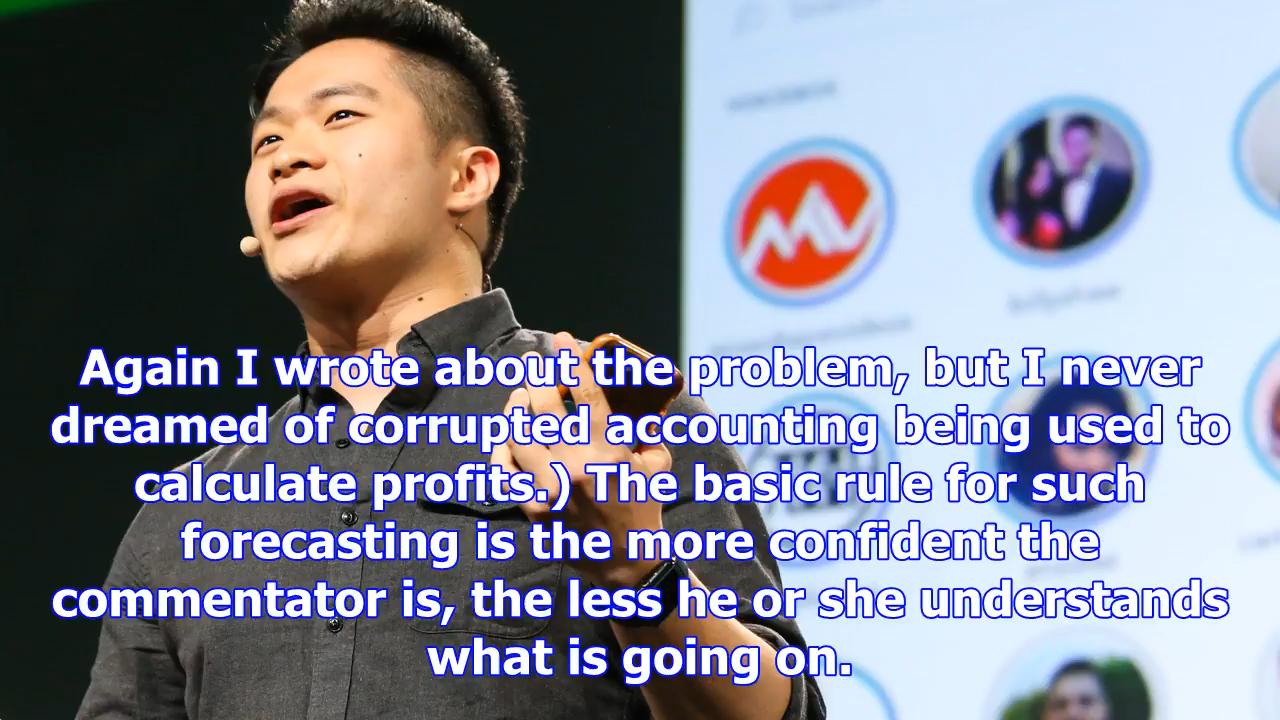 Again I wrote about the problem, but I never
dreamed of corrupted accounting being used to
calculate profits.) The basic rule for such
forecasting is the more confident the
commentator is, the less he or she understands
what is going on.